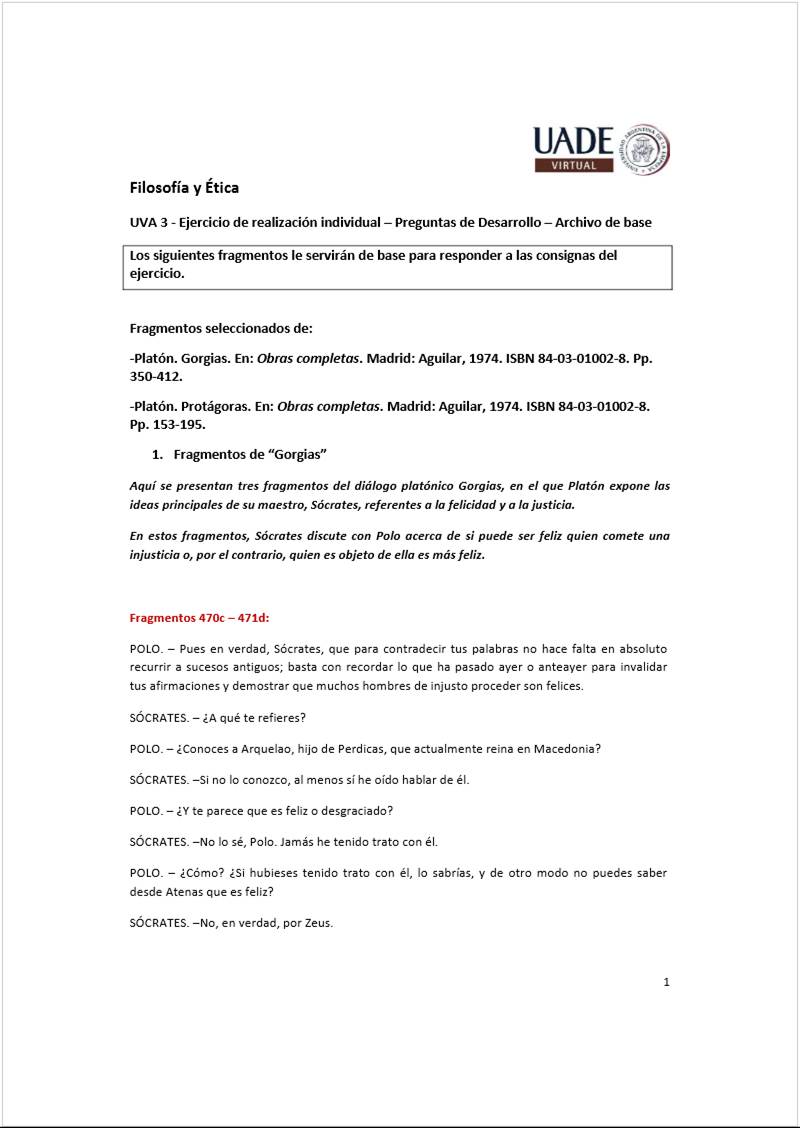 UADE
VIRTUAL
Filosofía y Ética
UVA 3 - Ejercicio de realización individual – Preguntas de Desarrollo – Archivo de base
Los siguientes fragmentos le servirán de base para responder a las consignas del
ejercicio.
Fragmentos seleccionados de:
-Platón. Gorgias. En: Obras completas. Madrid: Aguilar, 1974. ISBN 84-03-01002-8. Pp.
350-412.
-Platón. Protágoras. En: Obras completas. Madrid: Aguilar, 1974. ISBN 84-03-01002-8.
Pp. 153-195.
1. Fragmentos de “Gorgias”
Aquí se presentan tres fragmentos del diálogo platónico Gorgias, en el que Platón expone las
ideas principales de su maestro, Sócrates, referentes a la felicidad y a la justicia.
En estos fragmentos, Sócrates discute con Polo acerca de si puede ser feliz quien comete una
injusticia o, por el contrario, quien es objeto de ella es más feliz.
Fragmentos 470c – 471d:
POLO. – Pues en verdad, Sócrates, que para contradecir tus palabras no hace falta en absoluto
recurrir a sucesos antiguos; basta con recordar lo que ha pasado ayer o anteayer para invalidar
tus afirmaciones y demostrar que muchos hombres de injusto proceder son felices.
SÓCRATES. – ¿A qué te refieres?
POLO. – ¿Conoces a Arquelao, hijo de Perdicas, que actualmente reina en Macedonia?
SÓCRATES. –Si no lo conozco, al menos sí he oído hablar de él.
POLO. – ¿Y te parece que es feliz o desgraciado?
SÓCRATES. –No lo sé, Polo. Jamás he tenido trato con él.
POLO. – ¿Cómo? ¿Si hubieses tenido trato con él, lo sabrías, y de otro modo no puedes saber
desde Atenas que es feliz?
SÓCRATES. –No, en verdad, por Zeus.
1